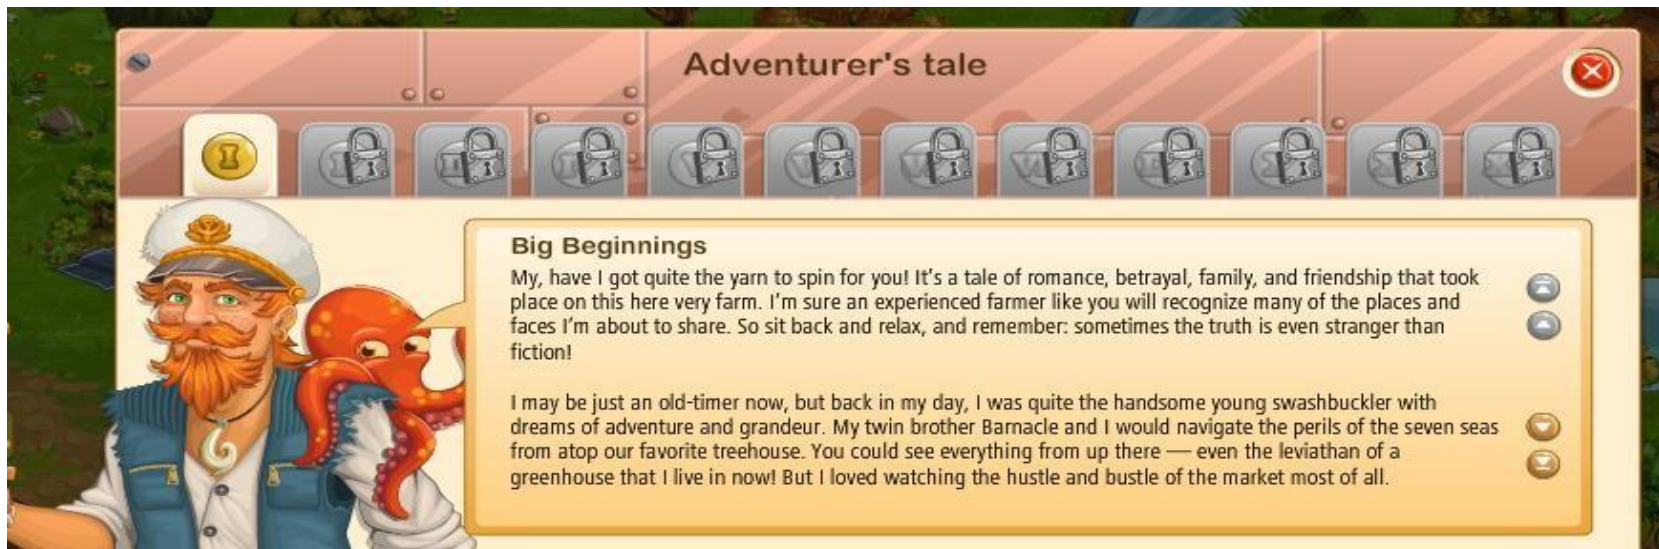 Adventurer's tale
I
Big Beginnings
My, have I got quite the yarn to spin for you! It's a tale of romance, betrayal, family, and friendship that took
place on this here very farm. I'm sure an experienced farmer like you will recognize many of the places and
faces I'm about to share. So sit back and relax, and remember: sometimes the truth is even stranger than
fiction!
I may be just an old-timer now, but back in my day, I was quite the handsome young swashbuckler with
dreams of adventure and grandeur. My twin brother Barnacle and I would navigate the perils of the seven seas
from atop our favorite treehouse. You could see everything from up there — even the leviathan of a
greenhouse that I live in now! But I loved watching the hustle and bustle of the market most of all.